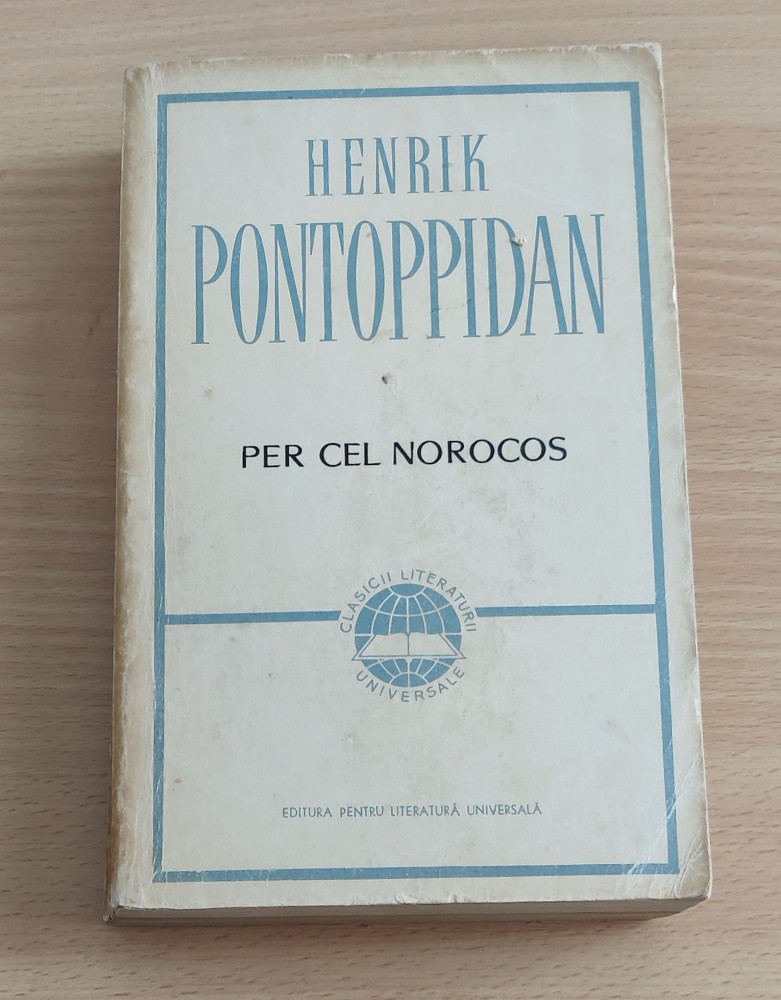 HENRIK
PONTOPPIDAN
PER CEL NOROCOS
CLASICII LITERATURII
UNIVERSALE
EDITURA PENTRU LITERATURĂ UNIVERSALĂ